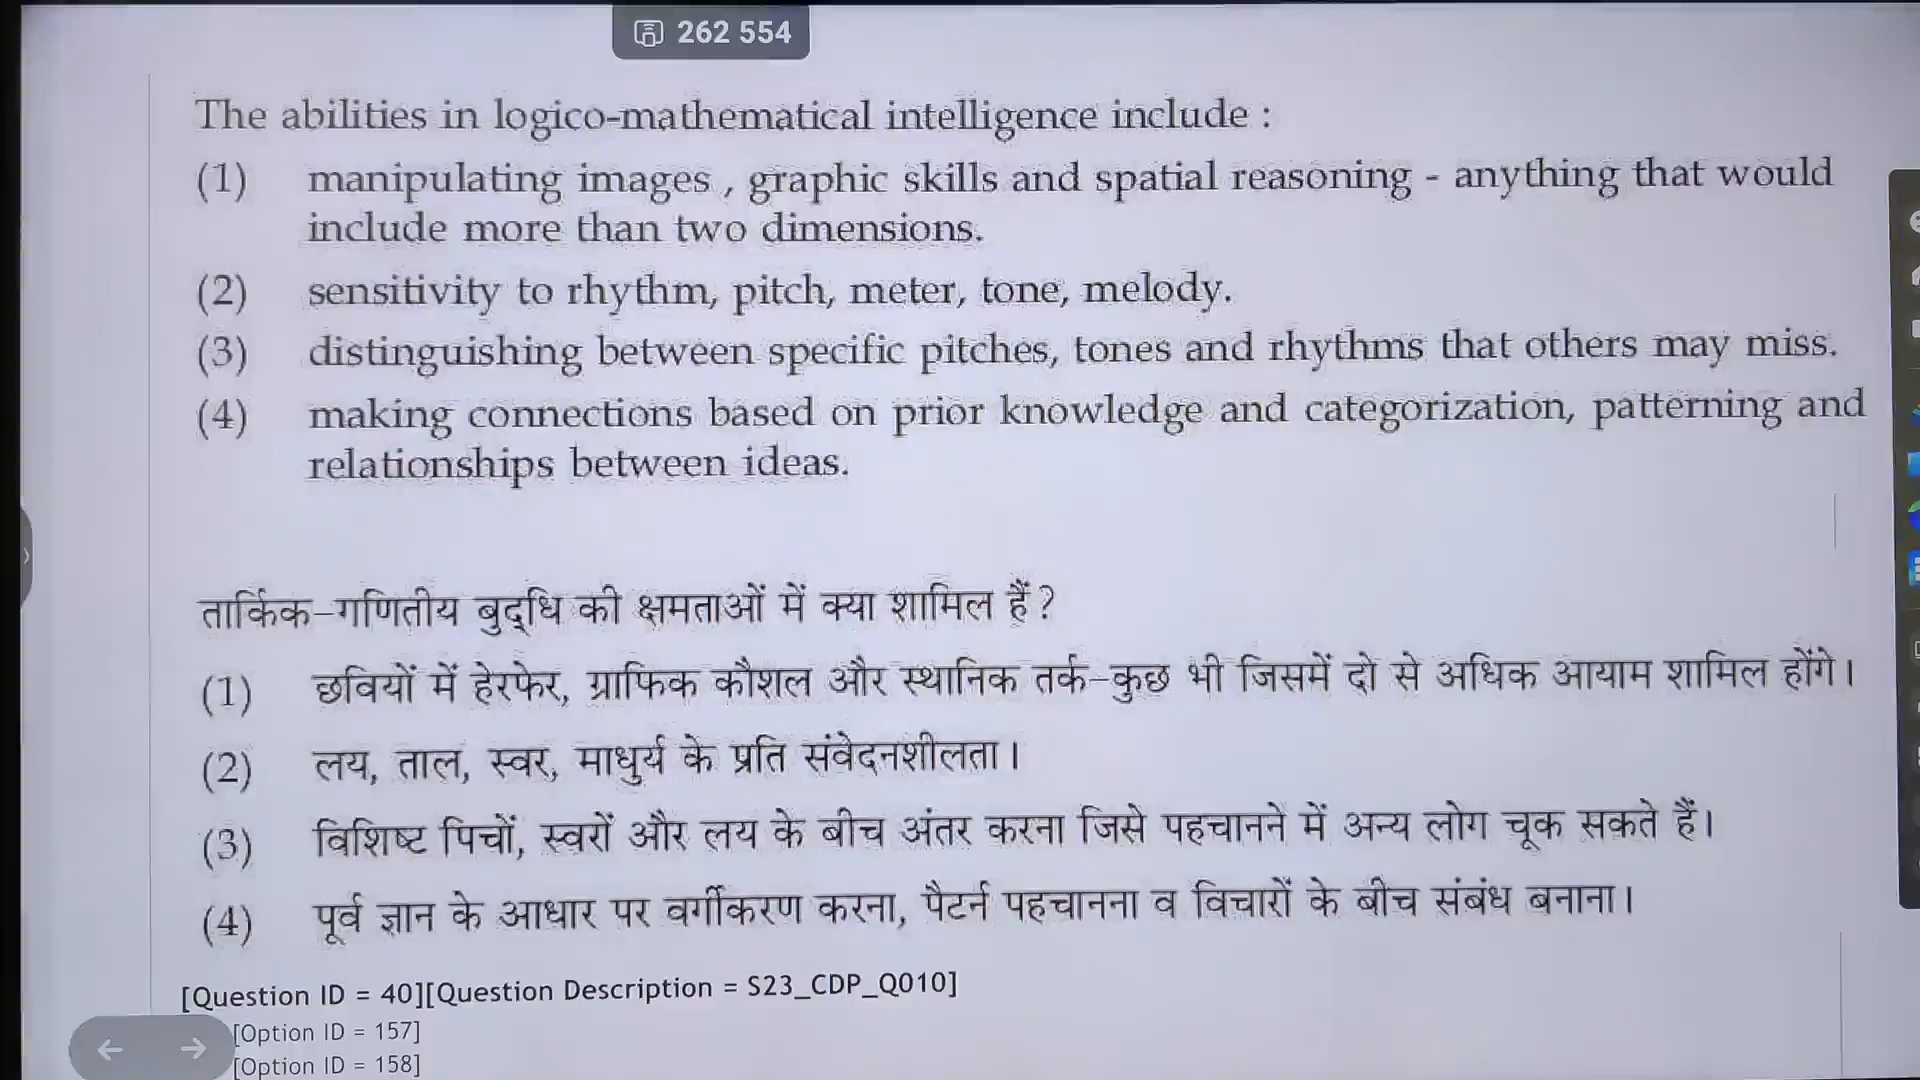 262 554
The abilities in logico-mathematical intelligence include :
(1) manipulating images , graphic skills and spatial reasoning - anything that would
include more than two dimensions.
(2) sensitivity to rhythm, pitch, meter, tone, melody.
(3) distinguishing between specific pitches, tones and rhythms that others may miss.
(4) making connections based on prior knowledge and categorization, patterning and
relationships between ideas.
तार्किक-गणितीय बुद्धि की क्षमताओं में क्या शामिल हैं?
(1) छवियों में हेरफेर, ग्राफिक कौशल और स्थानिक तर्क-कुछ भी जिसमें दो से अधिक आयाम शामिल होंगे।
(2) लय, ताल, स्वर, माधुर्य के प्रति संवेदनशीलता।
(3) विशिष्ट पिचों, स्वरों और लय के बीच अंतर करना जिसे पहचानने में अन्य लोग चूक सकते हैं।
(4) पूर्व ज्ञान के आधार पर वर्गीकरण करना, पैटर्न पहचानना व विचारों के बीच संबंध बनाना।
[Question ID = 40][Question Description = S23_CDP_Q010]
[Option ID = 157]
[Option ID = 158]